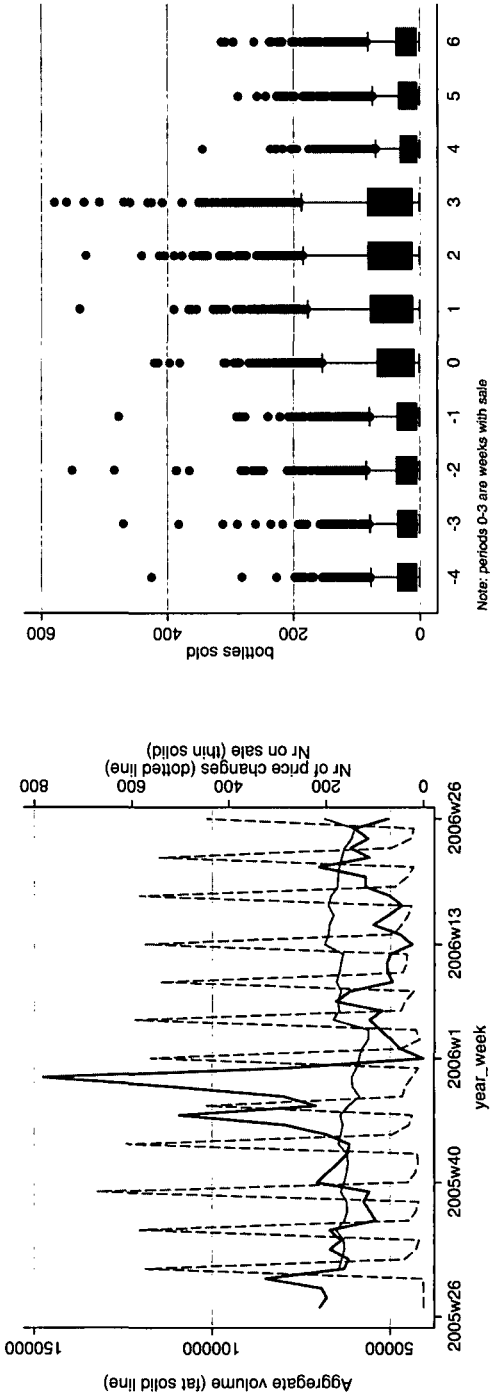 Aggregate volume (fat solid line)
50000 100000 150000
Nr of price changes (dotted line)
Nr on sale (thin solid)
0 200 400 600 800
2005w26 2005w40 2006w1 2006w13 2006w26
year_week
bottles sold
0 200 400 600
-4 -3 -2 -1 0 1 2 3 4 5 6
Note: periods 0-3 are weeks with sale